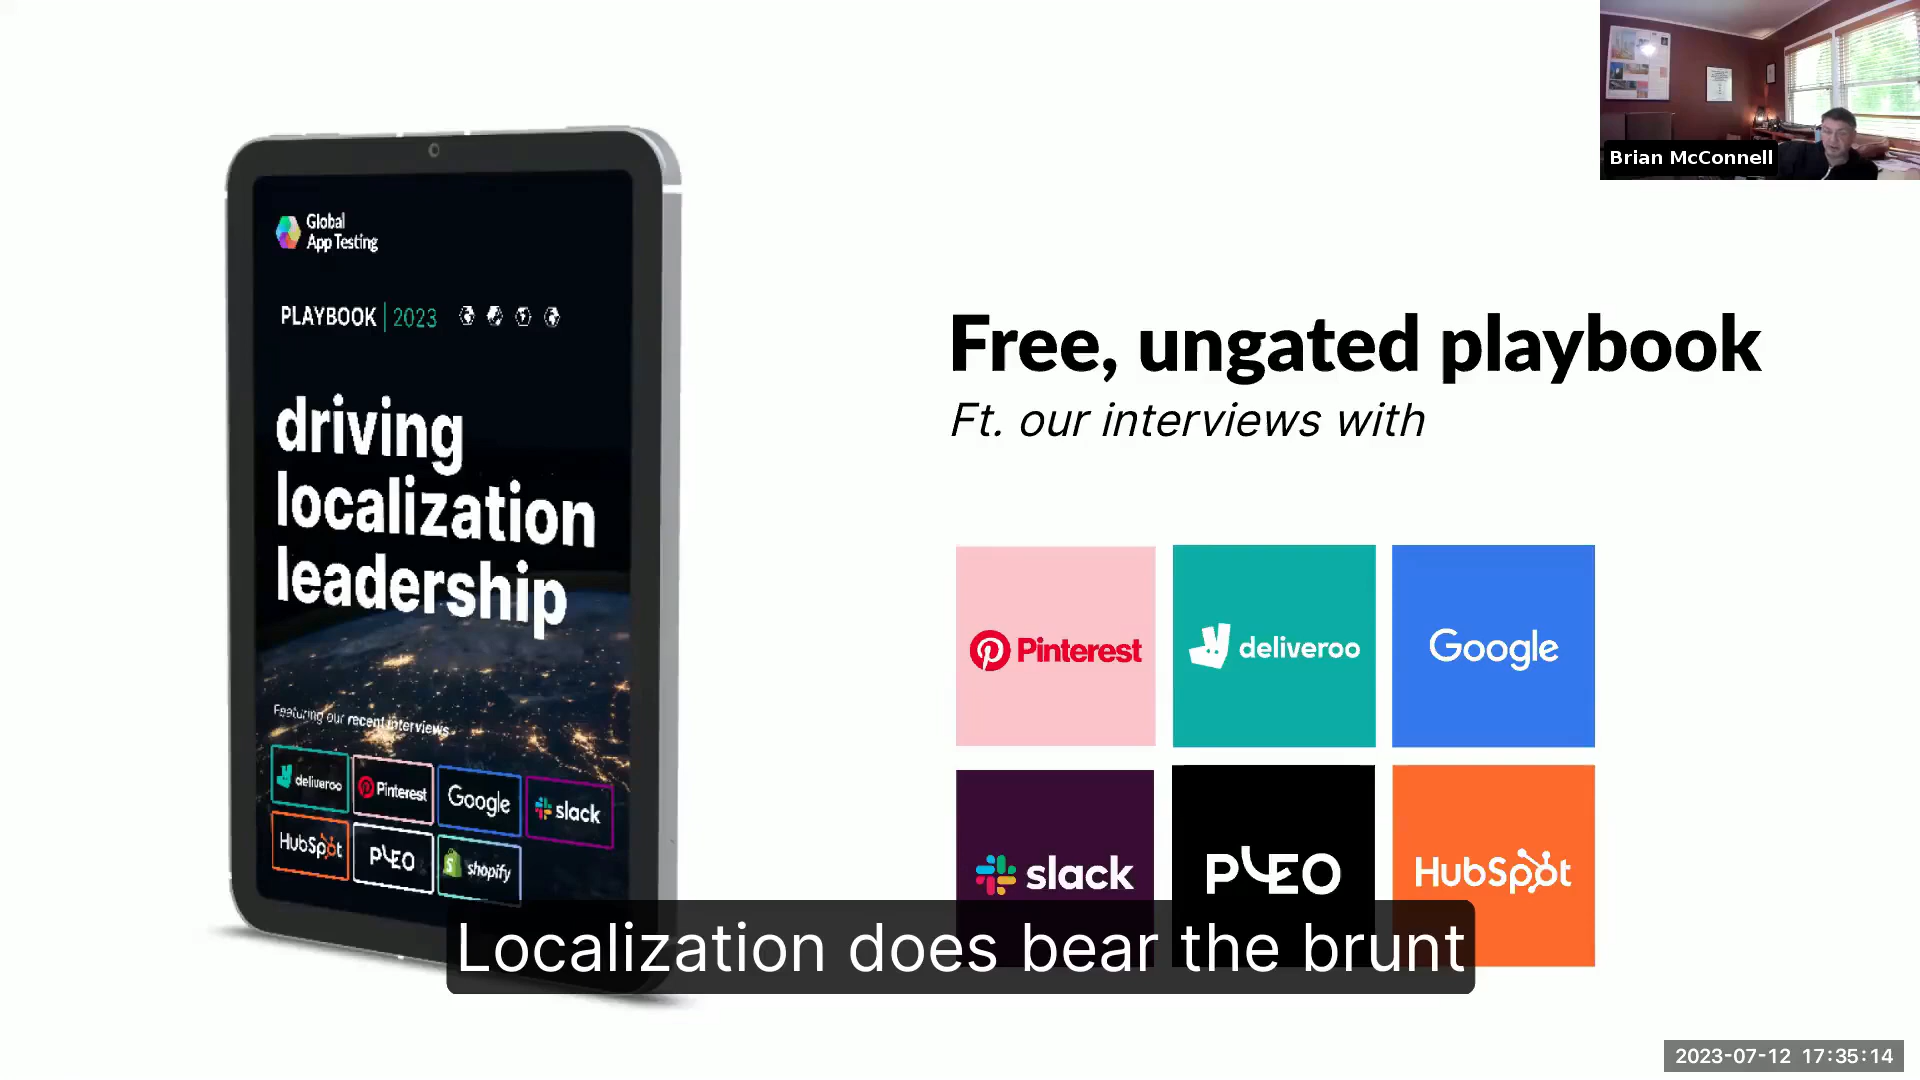 Brian McConnell
Global
App Testing
PLAYBOOK | 2023
driving
localization
leadership
Featuring our recent interviews
deliveroo
Pinterest
Google
slack
HubSpot
PLEO
shopify
Free, ungated playbook
Ft. our interviews with
Pinterest
deliveroo
Google
slack
PLEO
HubSpot
Localization does bear the brunt
2023-07-12 17:35:14